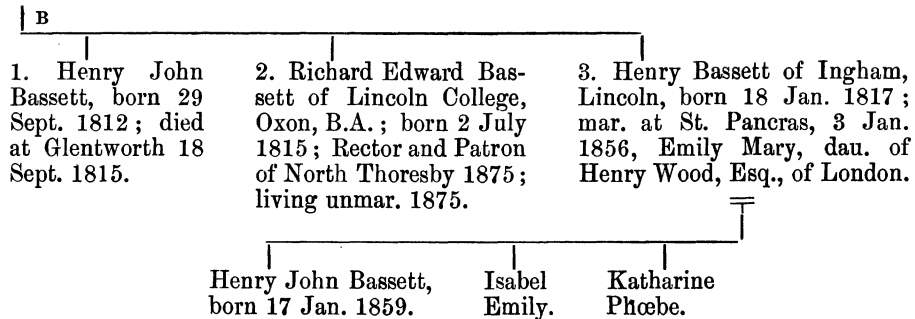 B
1. Henry John
Bassett, born 29
Sept. 1812 ; died
at Glentworth 18
Sept. 1815.
2. Richard Edward Bas-
sett of Lincoln College,
Oxon, B.A. ; born 2 July
1815 ; Rector and Patron
of North Thoresby 1875 ;
living unmar. 1875.
3. Henry Bassett of Ingham,
Lincoln, born 18 Jan. 1817 ;
mar. at St. Pancras, 3 Jan.
1856, Emily Mary, dau. of
Henry Wood, Esq., of London.
Henry John Bassett,
born 17 Jan. 1859.
Isabel
Emily.
Katharine
Phœbe.